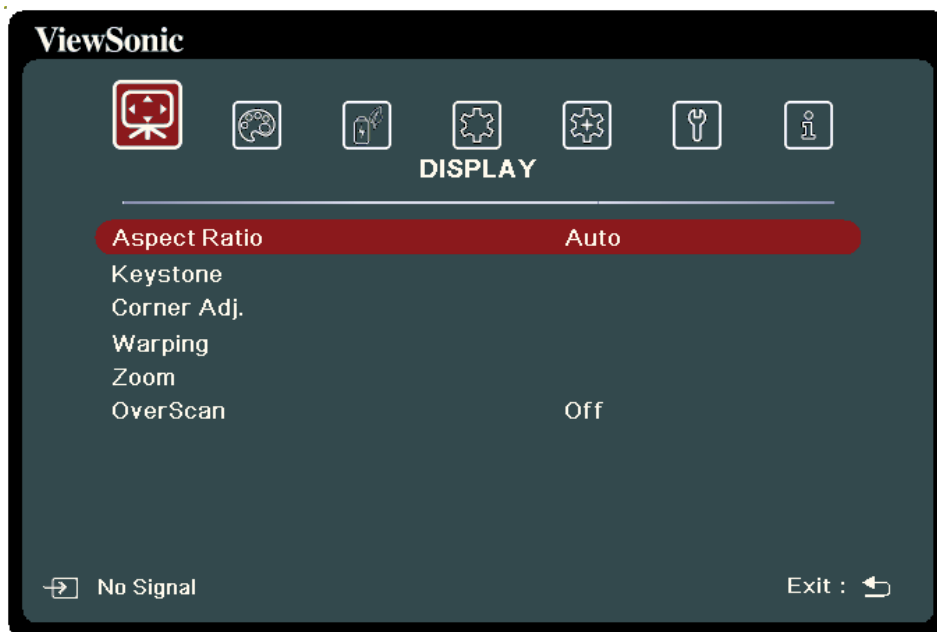 ViewSonic
DISPLAY
Aspect Ratio Auto
Keystone
Corner Adj.
Warping
Zoom
OverScan Off
No Signal Exit :